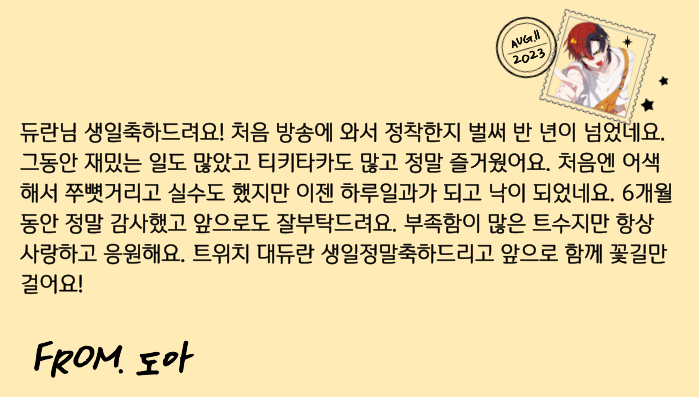 AUG.11
2023
듀란님 생일축하드려요! 처음 방송에 와서 정착한지 벌써 반 년이 넘었네요.
그동안 재밌는 일도 많았고 티키타카도 많고 정말 즐거웠어요. 처음엔 어색
해서 쭈뼛거리고 실수도 했지만 이젠 하루일과가 되고 낙이 되었네요. 6개월
동안 정말 감사했고 앞으로도 잘부탁드려요. 부족함이 많은 트수지만 항상
사랑하고 응원해요. 트위치 대듀란 생일정말축하드리고 앞으로 함께 꽃길만
걸어요!
FROM. 도아